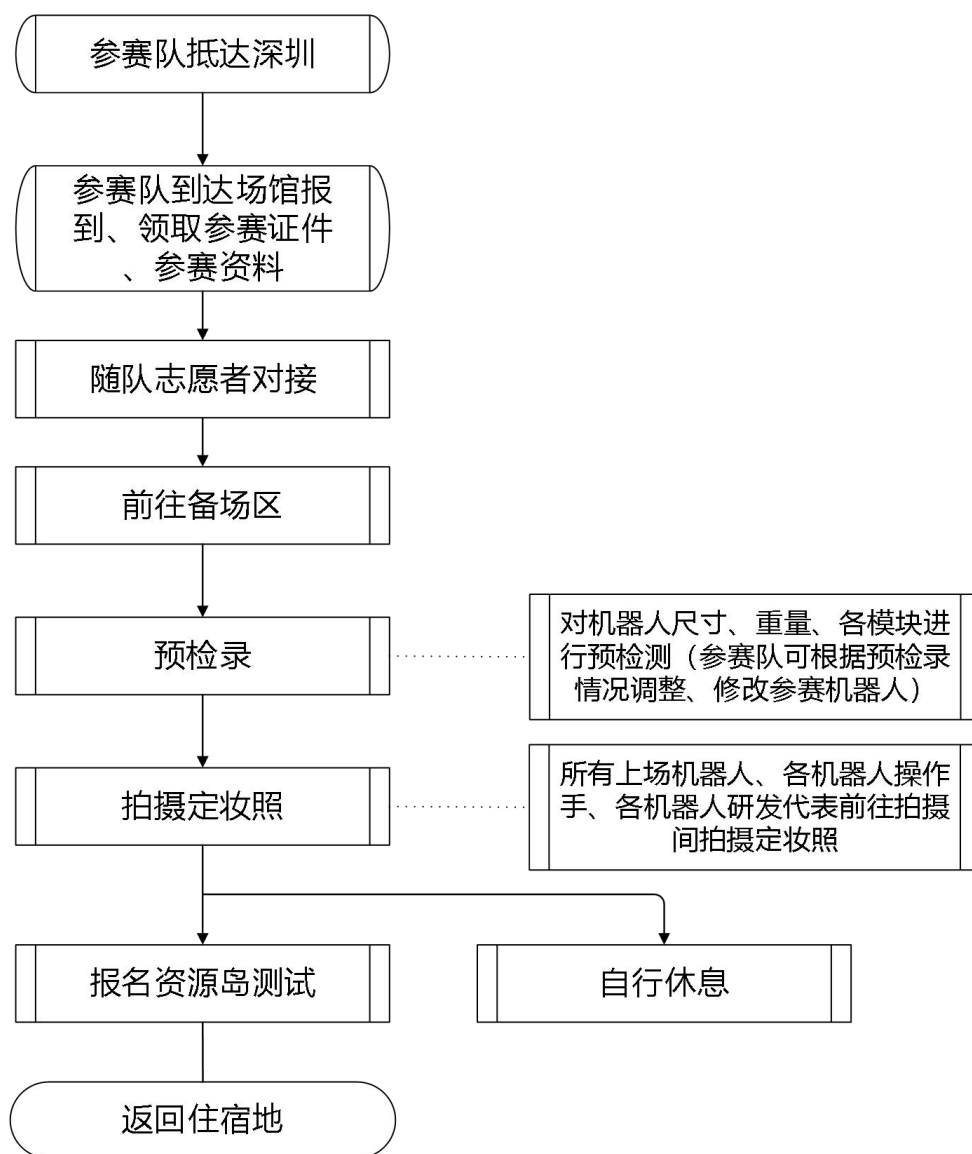 参赛队抵达深圳
参赛队到达场馆报
到、领取参赛证件
、参赛资料
随队志愿者对接
前往备场区
预检录
对机器人尺寸、重量、各模块进
行预检测（参赛队可根据预检录
情况调整、修改参赛机器人）
拍摄定妆照
所有上场机器人、各机器人操作
手、各机器人研发代表前往拍摄
间拍摄定妆照
报名资源岛测试
自行休息
返回住宿地